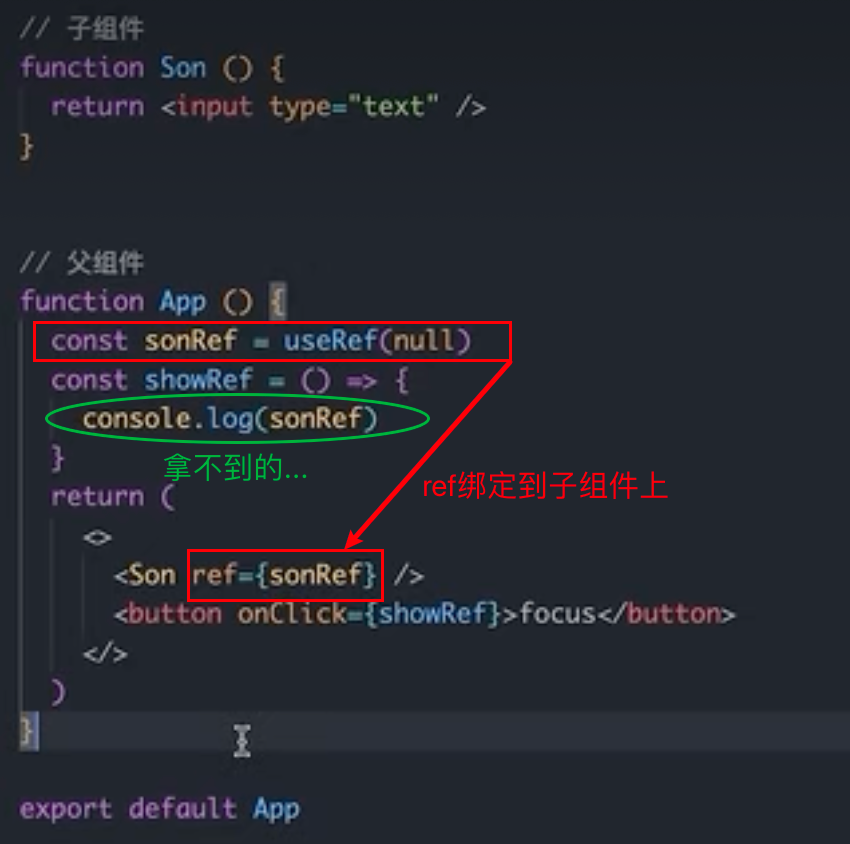 // 子组件
function Son () {
return <input type="text" />
}
// 父组件
function App () {
const sonRef = useRef(null)
const showRef = () => {
console.log(sonRef)
}
拿不到的...
ref绑定到子组件上
return (
<>
<Son ref={sonRef} />
<button onClick={showRef}>focus</button>
</>
)
}
export default App